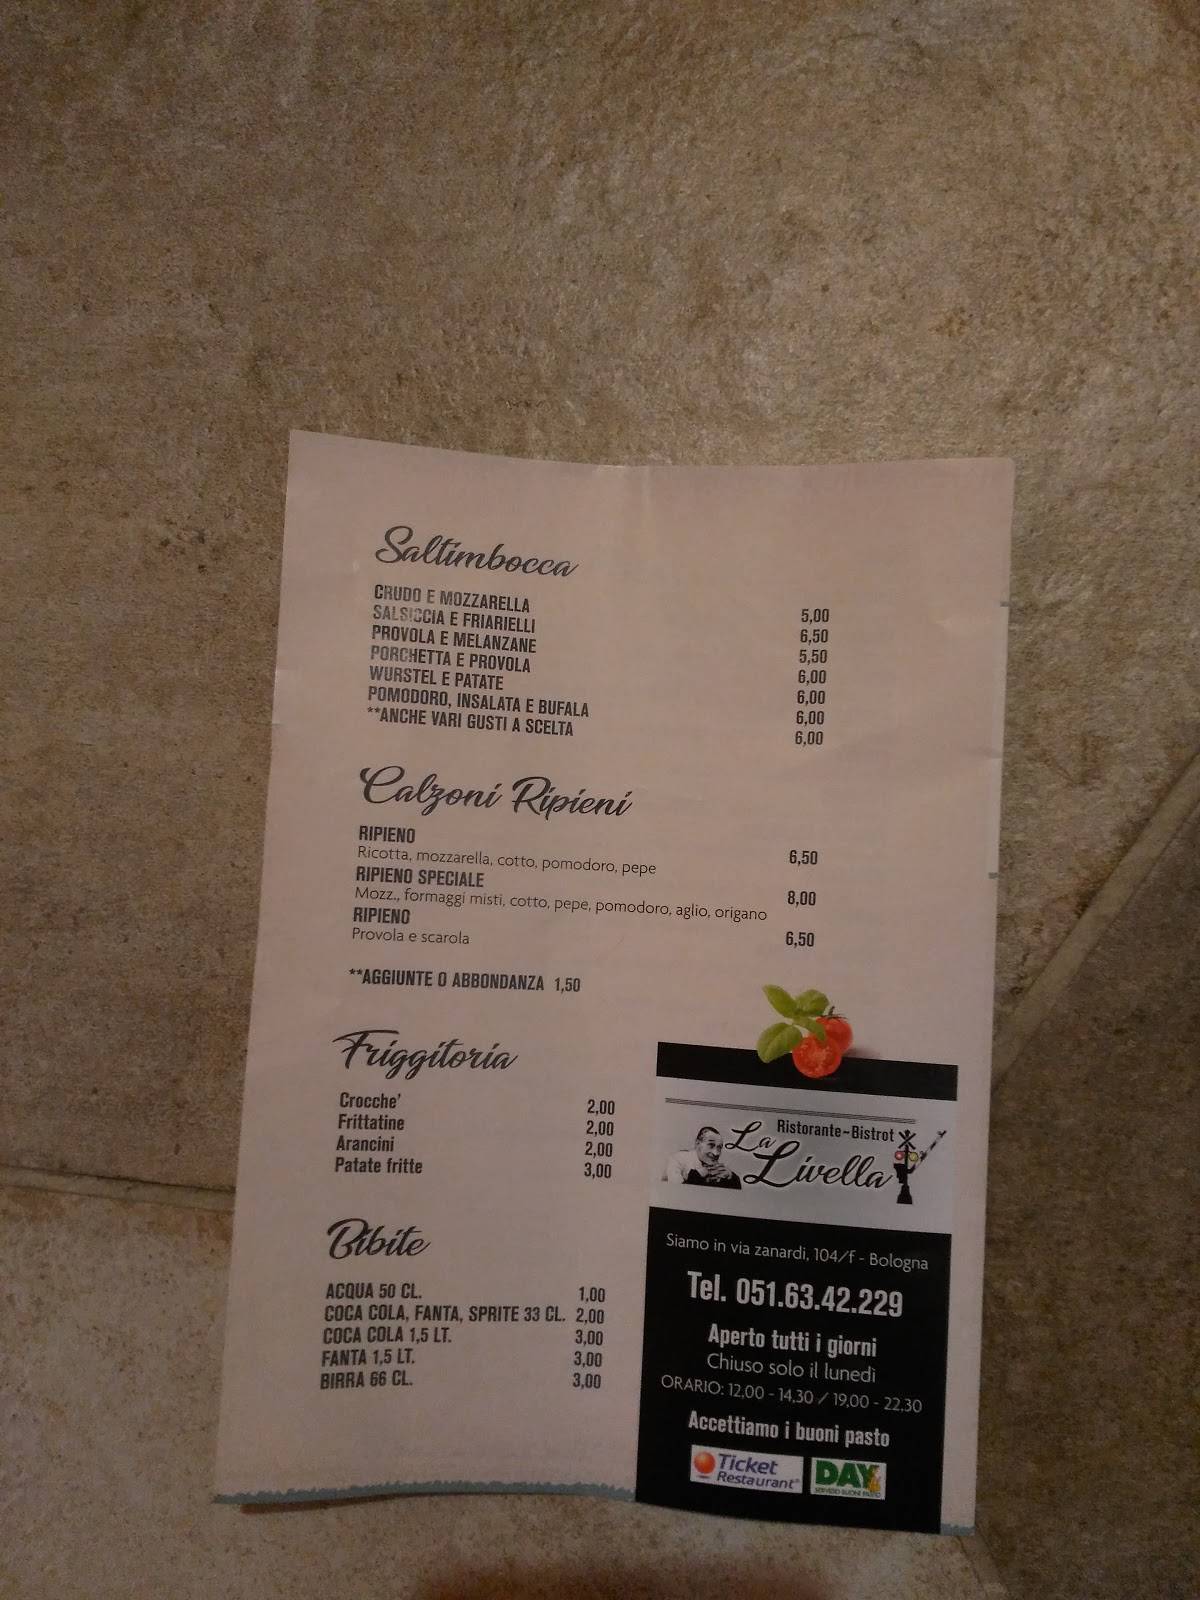 Saltimbocca
CRUDO E MOZZARELLA 5,00
SALSICCIA E FRIARIELLI 6,50
PROVOLA E MELANZANE 5,50
PORCHETTA E PROVOLA 6,00
WURSTEL E PATATE 6,00
POMODORO, INSALATA E BUFALA 6,00
**ANCHE VARI GUSTI A SCELTA 6,00
Calzoni Ripieni
RIPIENO
Ricotta, mozzarella, cotto, pomodoro, pepe 6,50
RIPIENO SPECIALE
Mozz., formaggi misti, cotto, pepe, pomodoro, aglio, origano 8,00
RIPIENO
Provola e scarola 6,50
**AGGIUNTE O ABBONDANZA 1,50
Friggitoria
Crocche' 2,00
Frittatine 2,00
Arancini 2,00
Patate fritte 3,00
Bibite
ACQUA 50 CL. 1,00
COCA COLA, FANTA, SPRITE 33 CL. 2,00
COCA COLA 1,5 LT. 3,00
FANTA 1,5 LT. 3,00
BIRRA 66 CL. 3,00
Ristorante~Bistrot
La Livella
Siamo in via zanardi, 104/f - Bologna
Tel. 051.63.42.229
Aperto tutti i giorni
Chiuso solo il lunedì
ORARIO: 12,00 - 14,30 / 19,00 - 22,30
Accettiamo i buoni pasto
Ticket Restaurant®
DAY
SERVIZIO BUONI PASTO